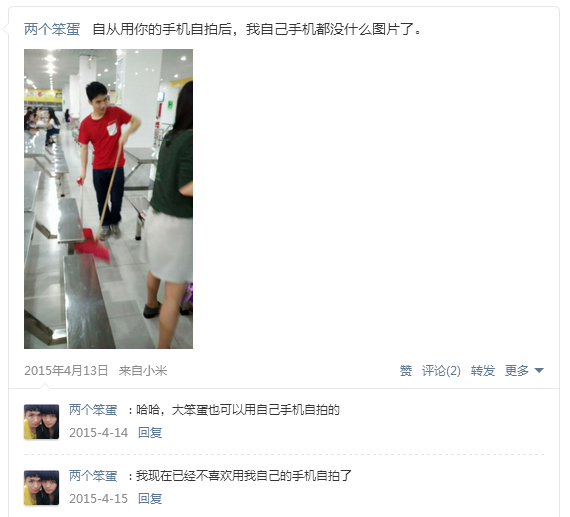 两个笨蛋 自从用你的手机自拍后，我自己手机都没什么图片了。
2015年4月13日 来自小米 赞 评论(2) 转发 更多
两个笨蛋 : 哈哈，大笨蛋也可以用自己手机自拍的
2015-4-14 回复
两个笨蛋 : 我现在已经不喜欢用我自己的手机自拍了
2015-4-15 回复